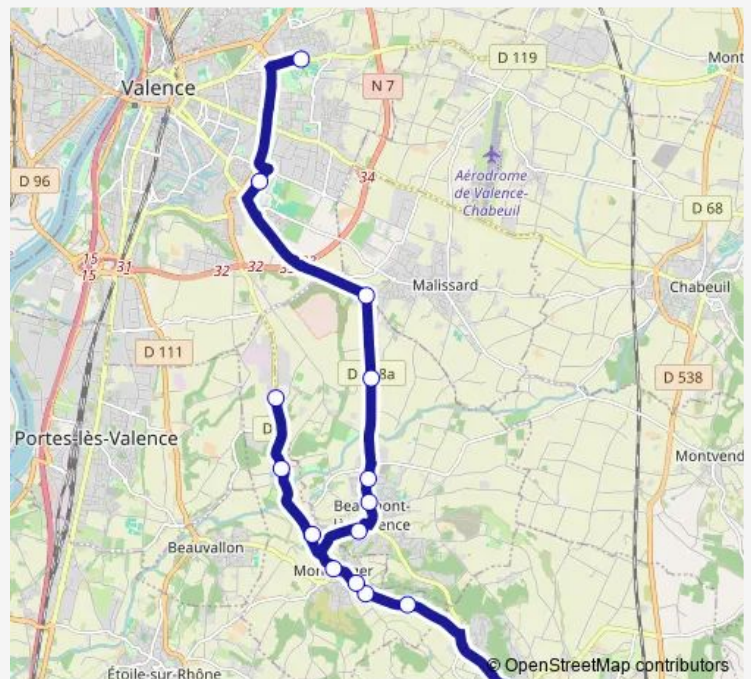 D 119
Mont
Valence
N 7
Aérodrome
de Valence-
Chabeuil
34
D 96
D 68
15
15
31
32
32
Malissard
Chabeuil
D 111
D
8a
D 538
D
Portes-lès-Valence
Montvend
Beauvallon
Étoile-sur-Rhône
© OpenStreetMap contributors